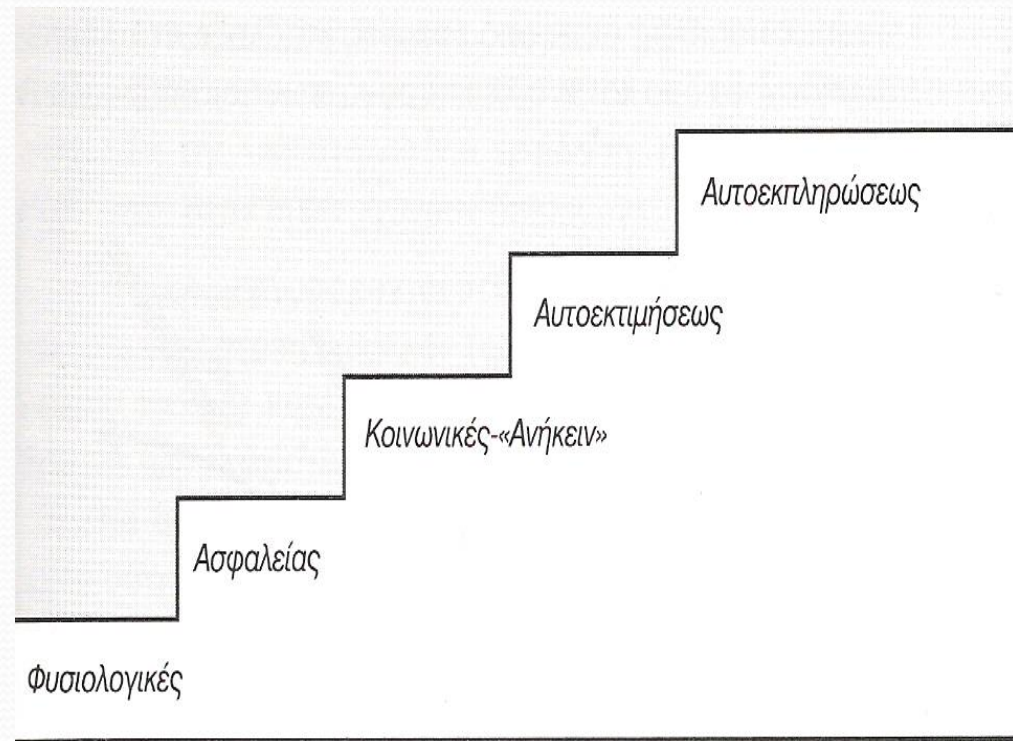 Αυτοεκπληρώσεως
Αυτοεκτιμήσεως
Κοινωνικές-«Ανήκειν»
Ασφαλείας
Φυσιολογικές